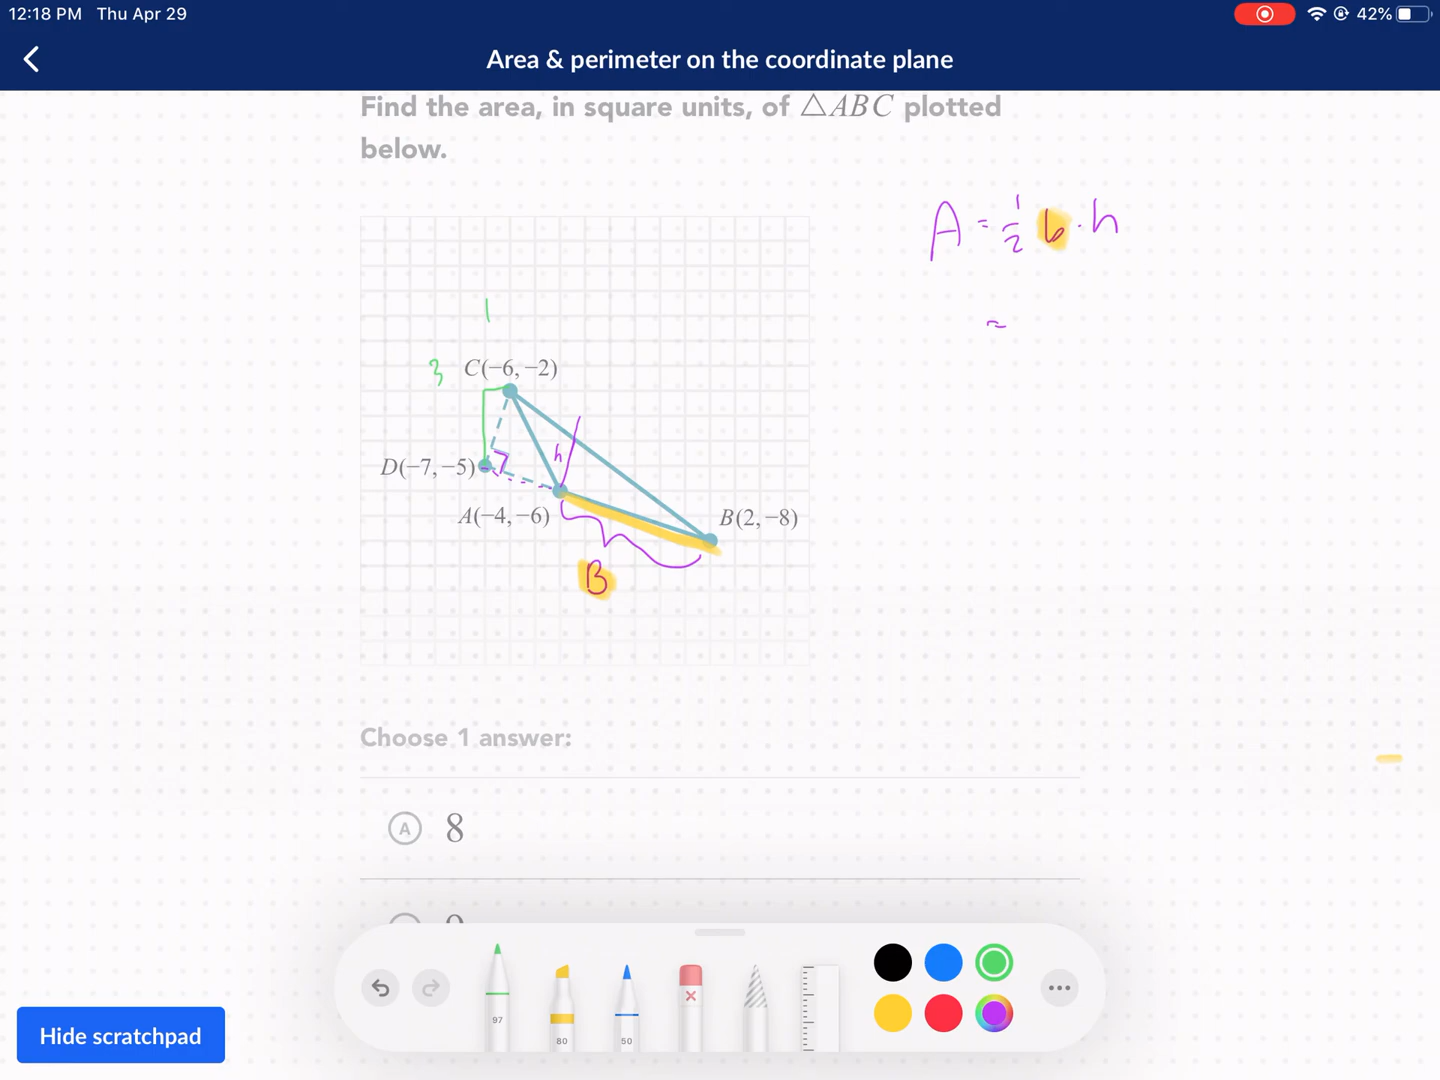 12:18 PM Thu Apr 29
42%
Area & perimeter on the coordinate plane
Find the area, in square units, of △ABC plotted
below.
A = 1/2 b · h
=
1
3
C(−6, −2)
h
D(−7, −5)
A(−4, −6)
B(2, −8)
B
Choose 1 answer:
A 8
97
80
50
Hide scratchpad